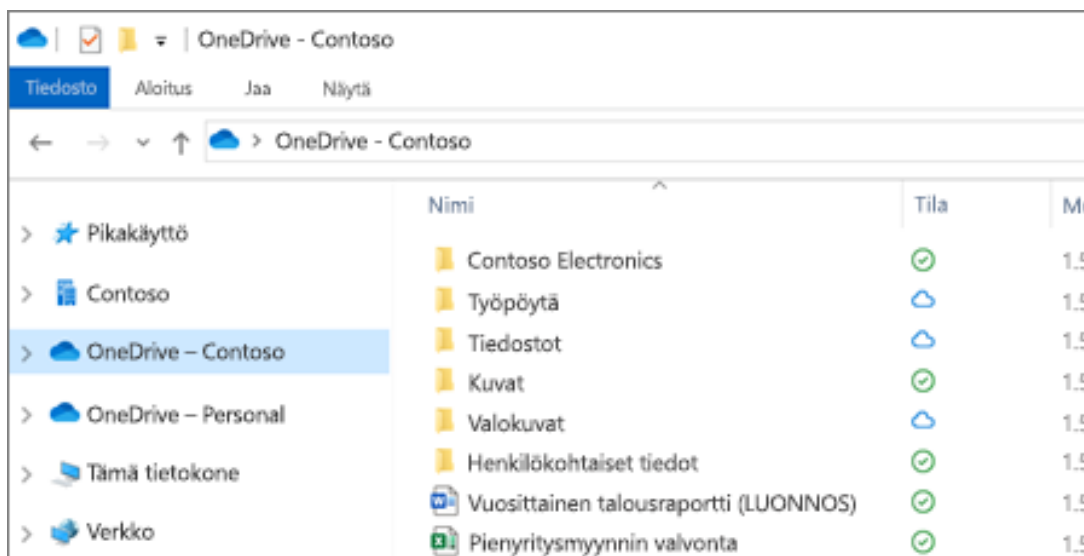 OneDrive - Contoso
Tiedosto Aloitus Jaa Näytä
OneDrive - Contoso
Nimi Tila
Pikakäyttö
Contoso
OneDrive – Contoso
OneDrive – Personal
Tämä tietokone
Verkko
Contoso Electronics
Työpöytä
Tiedostot
Kuvat
Valokuvat
Henkilökohtaiset tiedot
Vuosittainen talousraportti (LUONNOS)
Pienyritysmyynnin valvonta